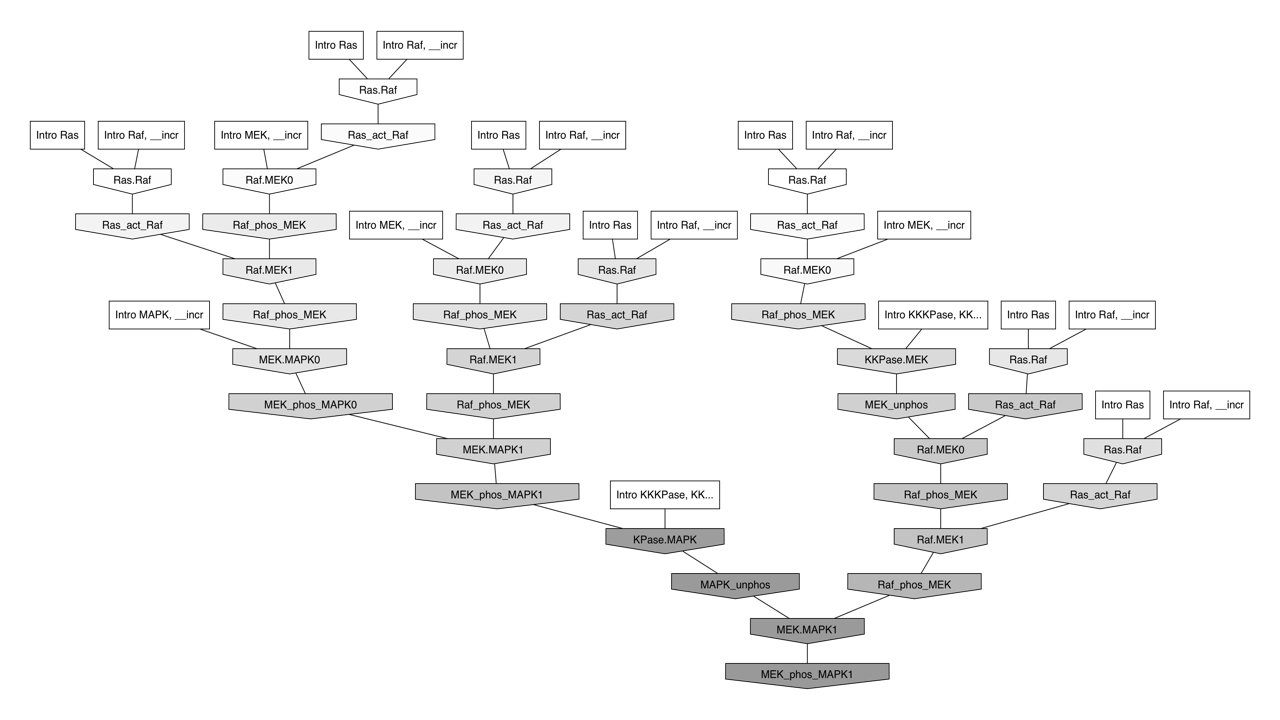 Intro Ras
Intro Raf, __incr
Ras.Raf
Intro Ras
Intro Raf, __incr
Intro MEK, __incr
Ras_act_Raf
Intro Ras
Intro Raf, __incr
Intro Ras
Intro Raf, __incr
Ras.Raf
Raf.MEK0
Ras.Raf
Ras.Raf
Ras_act_Raf
Raf_phos_MEK
Intro MEK, __incr
Ras_act_Raf
Intro Ras
Intro Raf, __incr
Ras_act_Raf
Intro MEK, __incr
Raf.MEK1
Raf.MEK0
Ras.Raf
Raf.MEK0
Intro MAPK, __incr
Raf_phos_MEK
Raf_phos_MEK
Ras_act_Raf
Raf_phos_MEK
Intro KKKPase, KK...
Intro Ras
Intro Raf, __incr
MEK.MAPK0
Raf.MEK1
KKPase.MEK
Ras.Raf
MEK_phos_MAPK0
Raf_phos_MEK
MEK_unphos
Ras_act_Raf
Intro Ras
Intro Raf, __incr
MEK.MAPK1
Raf.MEK0
Ras.Raf
MEK_phos_MAPK1
Intro KKKPase, KK...
Raf_phos_MEK
Ras_act_Raf
KPase.MAPK
Raf.MEK1
MAPK_unphos
Raf_phos_MEK
MEK.MAPK1
MEK_phos_MAPK1